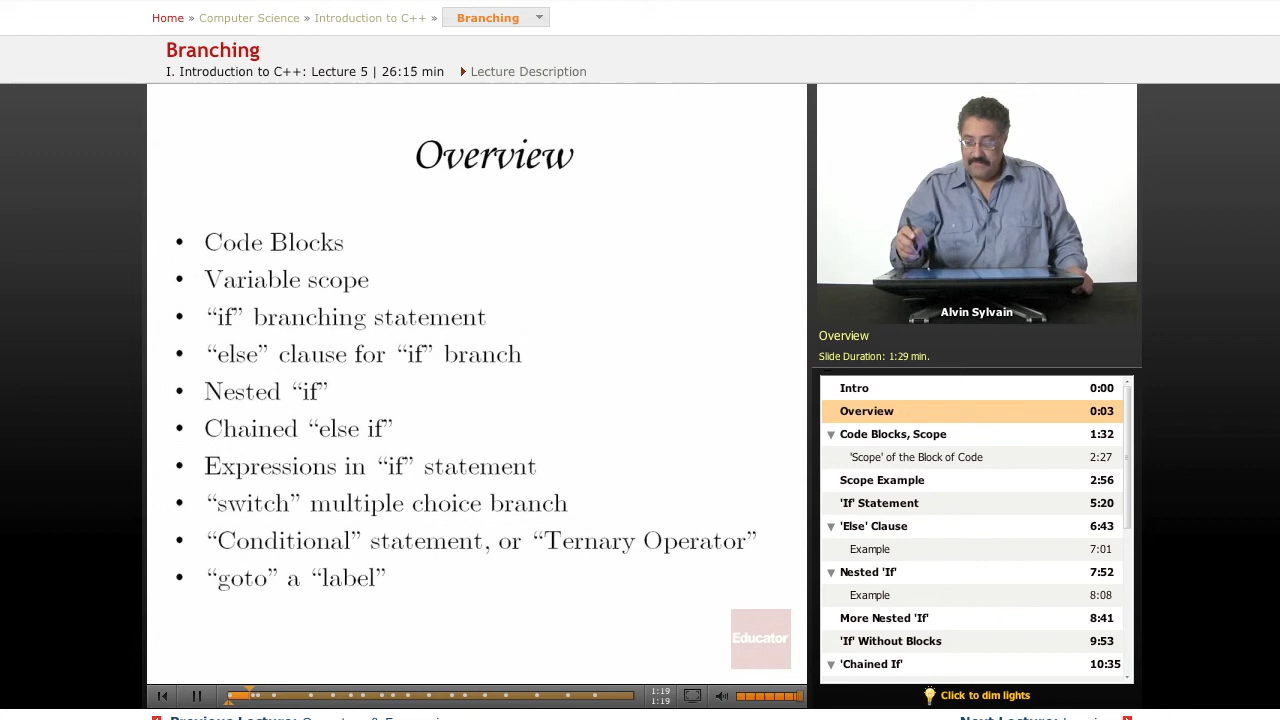 Home » Computer Science » Introduction to C++ » Branching
Branching
I. Introduction to C++: Lecture 5 | 26:15 min Lecture Description
Overview
• Code Blocks
• Variable scope
• “if” branching statement
• “else” clause for “if” branch
• Nested “if”
• Chained “else if”
• Expressions in “if” statement
• “switch” multiple choice branch
• “Conditional” statement, or “Ternary Operator”
• “goto” a “label”
Educator
1:19
1:19
Alvin Sylvain
Overview
Slide Duration: 1:29 min.
Intro 0:00
Overview 0:03
Code Blocks, Scope 1:32
'Scope' of the Block of Code 2:27
Scope Example 2:56
'If' Statement 5:20
'Else' Clause 6:43
Example 7:01
Nested 'If' 7:52
Example 8:08
More Nested 'If' 8:41
'If' Without Blocks 9:53
'Chained If' 10:35
Click to dim lights
Previous Lecture:
Next Lecture: